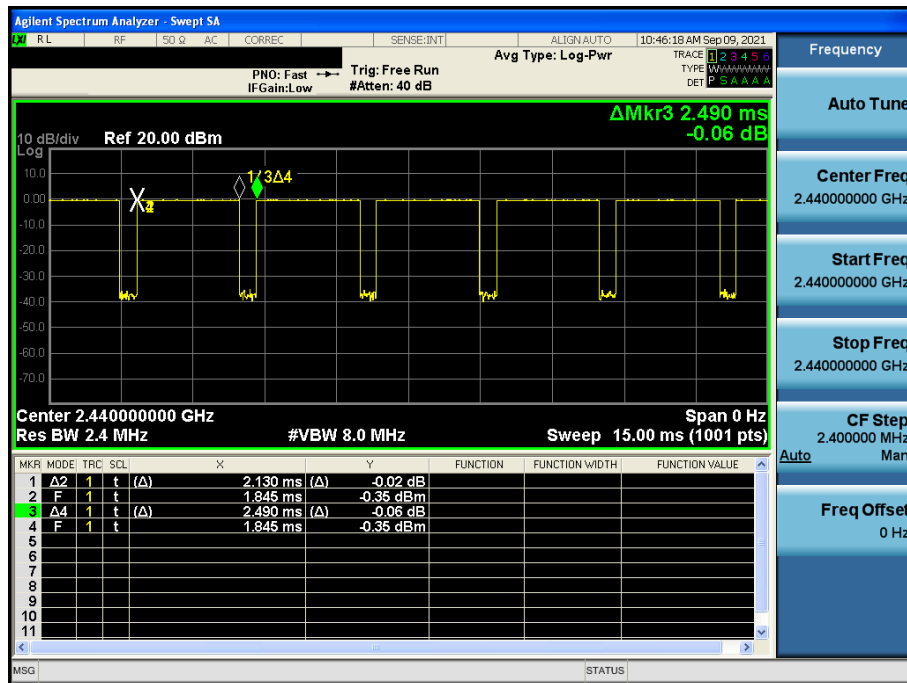 Agilent Spectrum Analyzer - Swept SA
LXI RL RF 50 Ω AC CORREC SENSE:INT ALIGN AUTO 10:46:18 AM Sep 09, 2021
Avg Type: Log-Pwr TRACE 1 2 3 4 5 6
PNO: Fast Trig: Free Run TYPE WWWWWW
IFGain:Low #Atten: 40 dB DET P S A A A A
ΔMkr3 2.490 ms
10 dB/div Ref 20.00 dBm -0.06 dB
Log
10.0
0.00
-10.0
-20.0
-30.0
-40.0
-50.0
-60.0
-70.0
1/3Δ4
X
Center 2.440000000 GHz Span 0 Hz
Res BW 2.4 MHz #VBW 8.0 MHz Sweep 15.00 ms (1001 pts)
MKR MODE TRC SCL X Y FUNCTION FUNCTION WIDTH FUNCTION VALUE
1 Δ2 1 t (Δ) 2.130 ms (Δ) -0.02 dB
2 F 1 t 1.845 ms -0.35 dBm
3 Δ4 1 t (Δ) 2.490 ms (Δ) -0.06 dB
4 F 1 t 1.845 ms -0.35 dBm
5
6
7
8
9
10
11
MSG STATUS
Frequency
Auto Tune
Center Freq
2.440000000 GHz
Start Freq
2.440000000 GHz
Stop Freq
2.440000000 GHz
CF Step
2.400000 MHz
Auto Man
Freq Offset
0 Hz